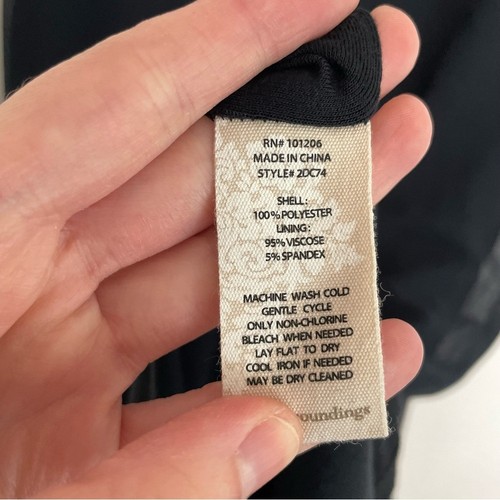 RN# 101206
MADE IN CHINA
STYLE# 2DC74
SHELL:
100% POLYESTER
LINING:
95% VISCOSE
5% SPANDEX
MACHINE WASH COLD
GENTLE CYCLE
ONLY NON-CHLORINE
BLEACH WHEN NEEDED
LAY FLAT TO DRY
COOL IRON IF NEEDED
MAY BE DRY CLEANED